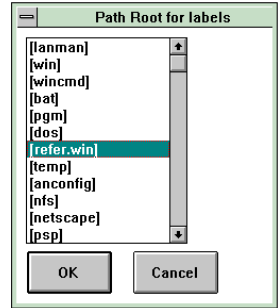 Path Root for labels
[lanman]
[win]
[wincmd]
[bat]
[pgm]
[dos]
[refer.win]
[temp]
[anconfig]
[nfs]
[netscape]
[psp]
OK
Cancel